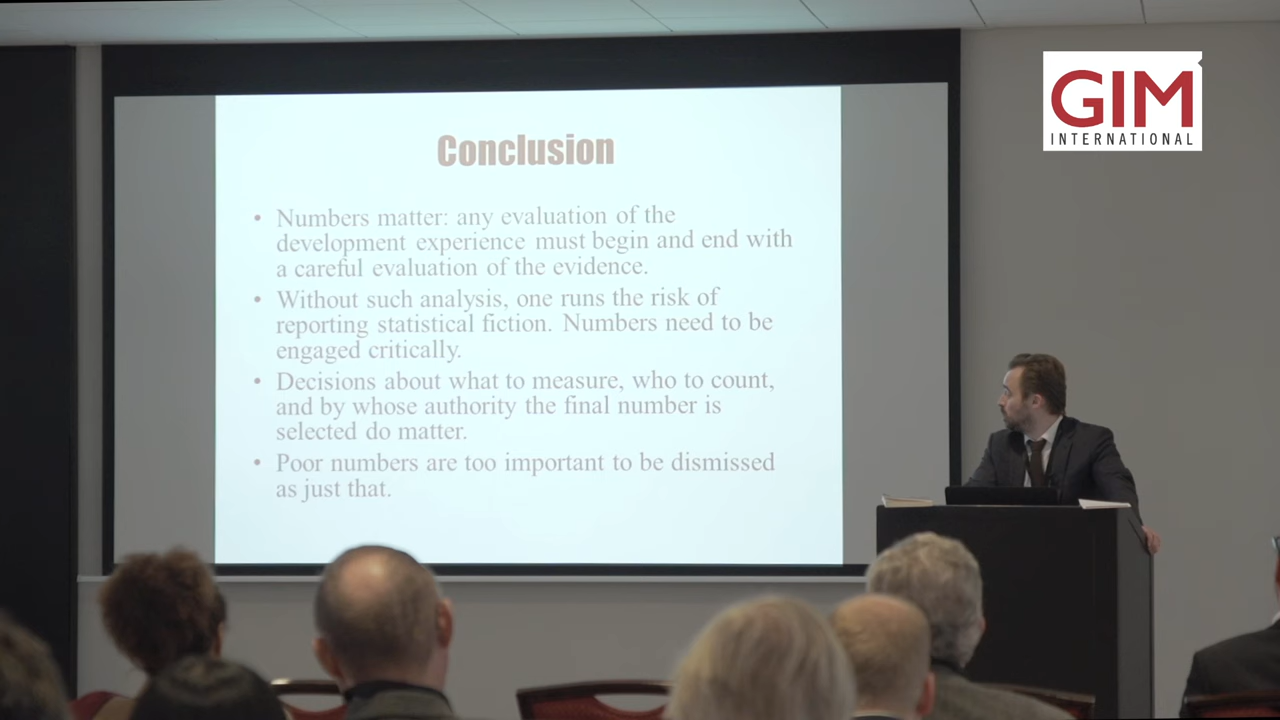 GIM
INTERNATIONAL
Conclusion
• Numbers matter: any evaluation of the
development experience must begin and end with
a careful evaluation of the evidence.
• Without such analysis, one runs the risk of
reporting statistical fiction. Numbers need to be
engaged critically.
• Decisions about what to measure, who to count,
and by whose authority the final number is
selected do matter.
• Poor numbers are too important to be dismissed
as just that.